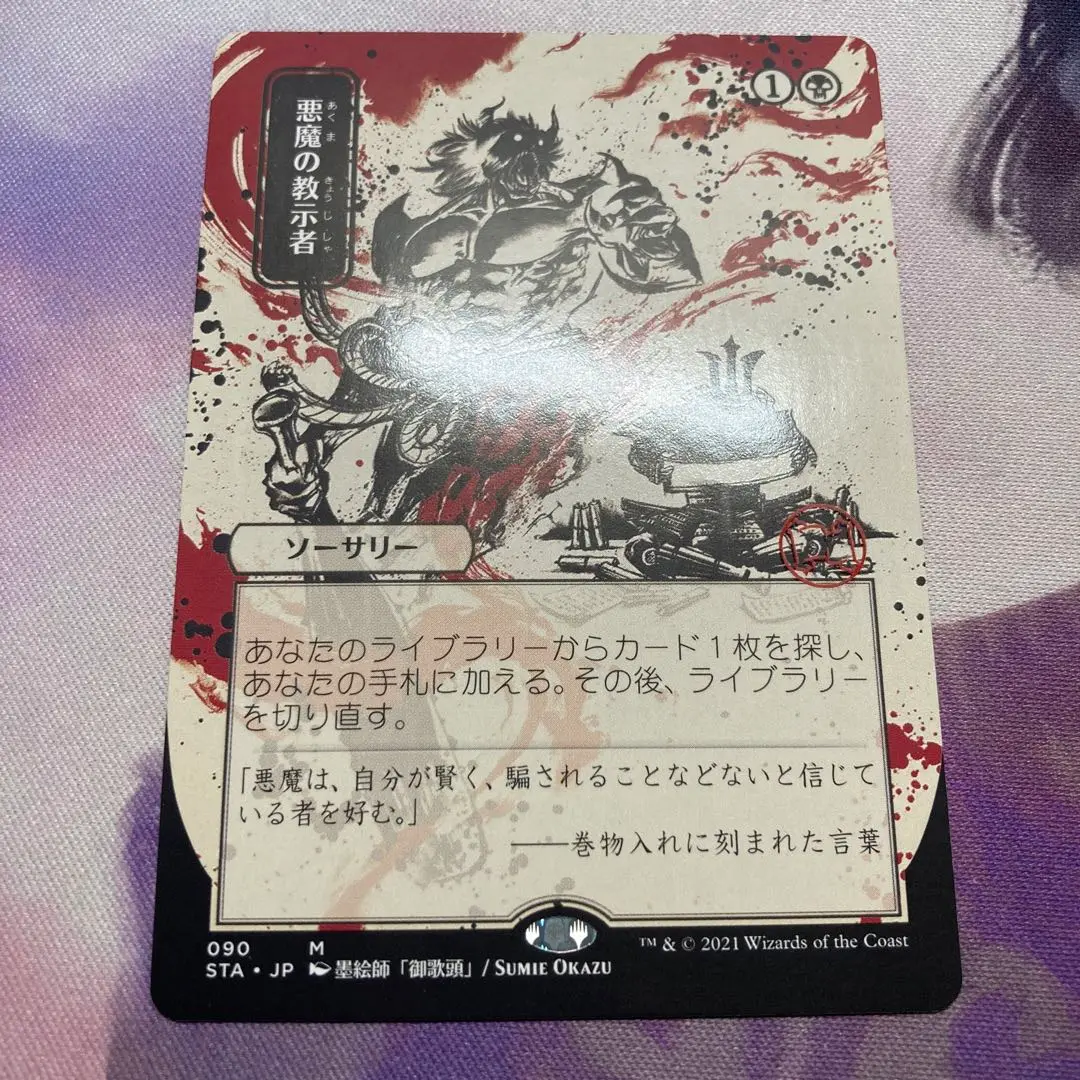 悪魔の教示者
あくま きょうじしゃ
1
ソーサリー
あなたのライブラリーからカード１枚を探し、
あなたの手札に加える。その後、ライブラリー
を切り直す。
「悪魔は、自分が賢く、騙されることなどないと信じて
いる者を好む。」
――巻物入れに刻まれた言葉
090 M
STA・JP 墨絵師「御歌頭」/ SUMIE OKAZU
™ & © 2021 Wizards of the Coast